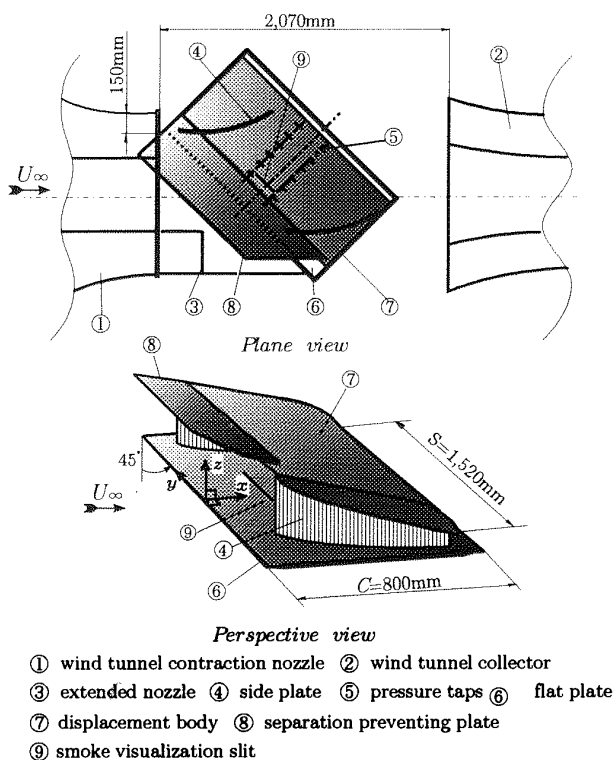 2,070mm
150mm
④ ⑨ ②
⑤
U∞
① ③ ⑧ ⑥ ⑦
Plane view
⑧ ⑦
45°
z
y x
U∞
S=1,520mm
⑨
④
⑥
C=800mm
Perspective view
① wind tunnel contraction nozzle ② wind tunnel collector
③ extended nozzle ④ side plate ⑤ pressure taps ⑥ flat plate
⑦ displacement body ⑧ separation preventing plate
⑨ smoke visualization slit